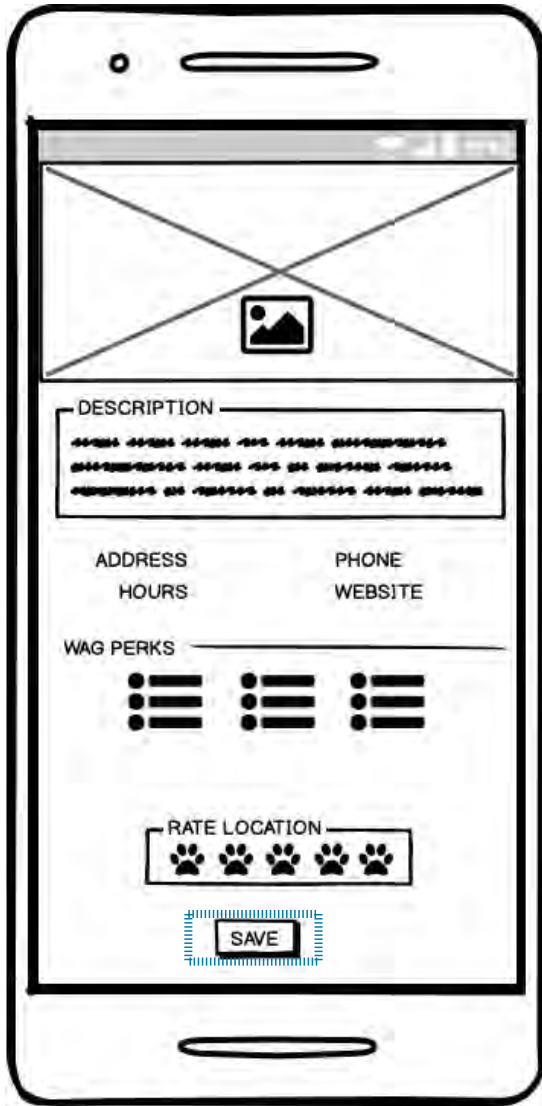 DESCRIPTION
ADDRESS PHONE
HOURS WEBSITE
WAG PERKS
RATE LOCATION
SAVE